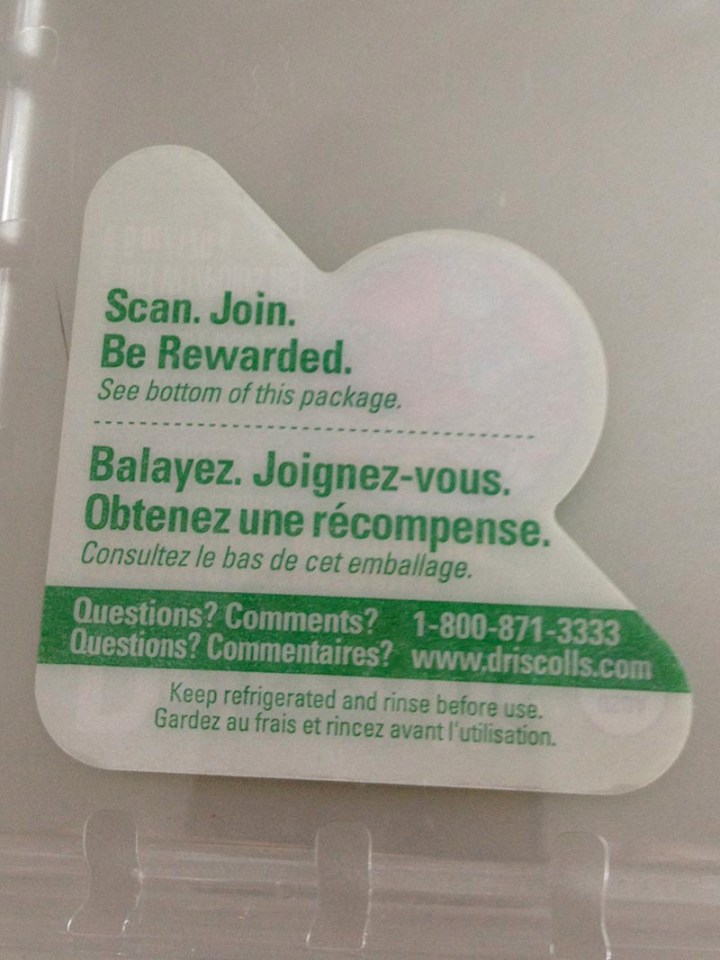 Scan. Join.
Be Rewarded.
See bottom of this package.
Balayez. Joignez-vous.
Obtenez une récompense.
Consultez le bas de cet emballage.
Questions? Comments? 1-800-871-3333
Questions? Commentaires? www.driscolls.com
Keep refrigerated and rinse before use.
Gardez au frais et rincez avant l'utilisation.